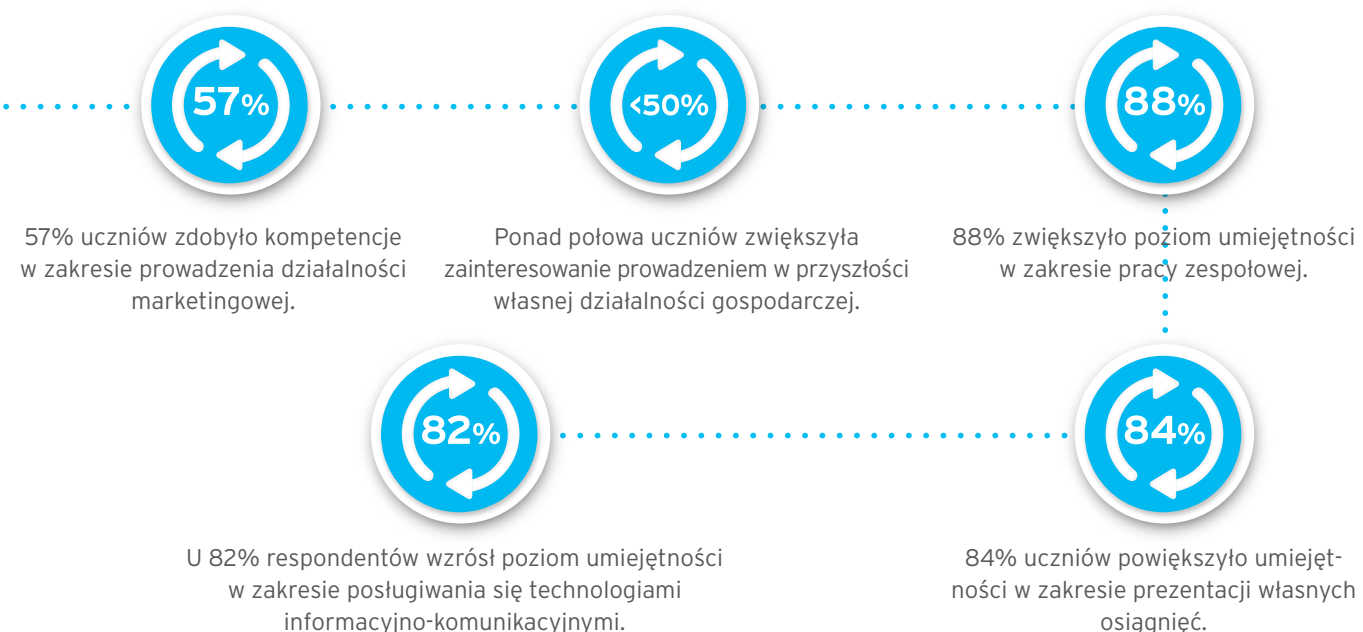 57%
57% uczniów zdobyło kompetencje
w zakresie prowadzenia działalności
marketingowej.
<50%
Ponad połowa uczniów zwiększyła
zainteresowanie prowadzeniem w przyszłości
własnej działalności gospodarczej.
88%
88% zwiększyło poziom umiejętności
w zakresie pracy zespołowej.
82%
U 82% respondentów wzrósł poziom umiejętności
w zakresie posługiwania się technologiami
informacyjno-komunikacyjnymi.
84%
84% uczniów powiększyło umiejęt-
ności w zakresie prezentacji własnych
osiągnięć.